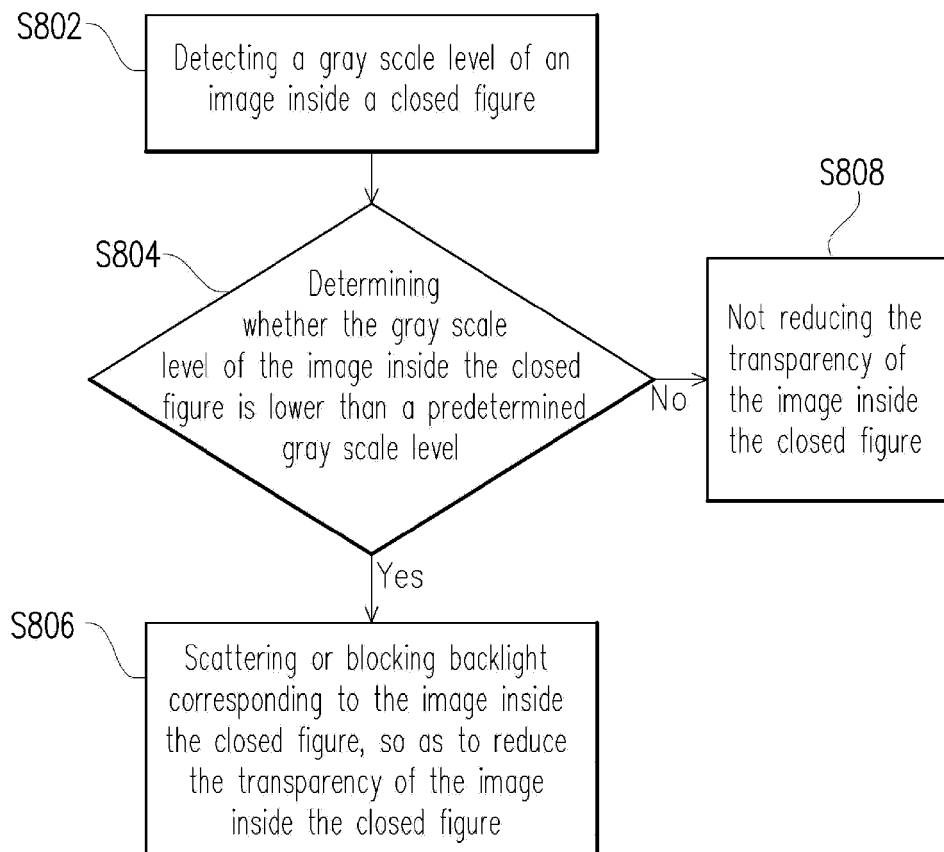 S802
Detecting a gray scale level of an
image inside a closed figure
S804
Determining
whether the gray scale
level of the image inside the closed
figure is lower than a predetermined
gray scale level
No
S808
Not reducing the
transparency of
the image inside
the closed figure
Yes
S806
Scattering or blocking backlight
corresponding to the image inside
the closed figure, so as to reduce
the transparency of the image
inside the closed figure